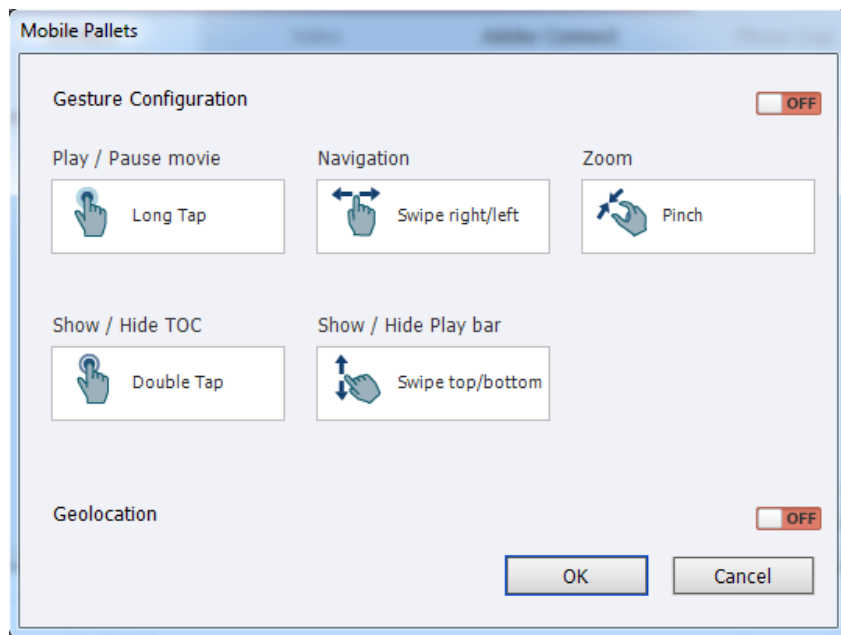 Mobile Pallets
Gesture Configuration
OFF
Play / Pause movie
Navigation
Zoom
Long Tap
Swipe right/left
Pinch
Show / Hide TOC
Show / Hide Play bar
Double Tap
Swipe top/bottom
Geolocation
OFF
OK
Cancel